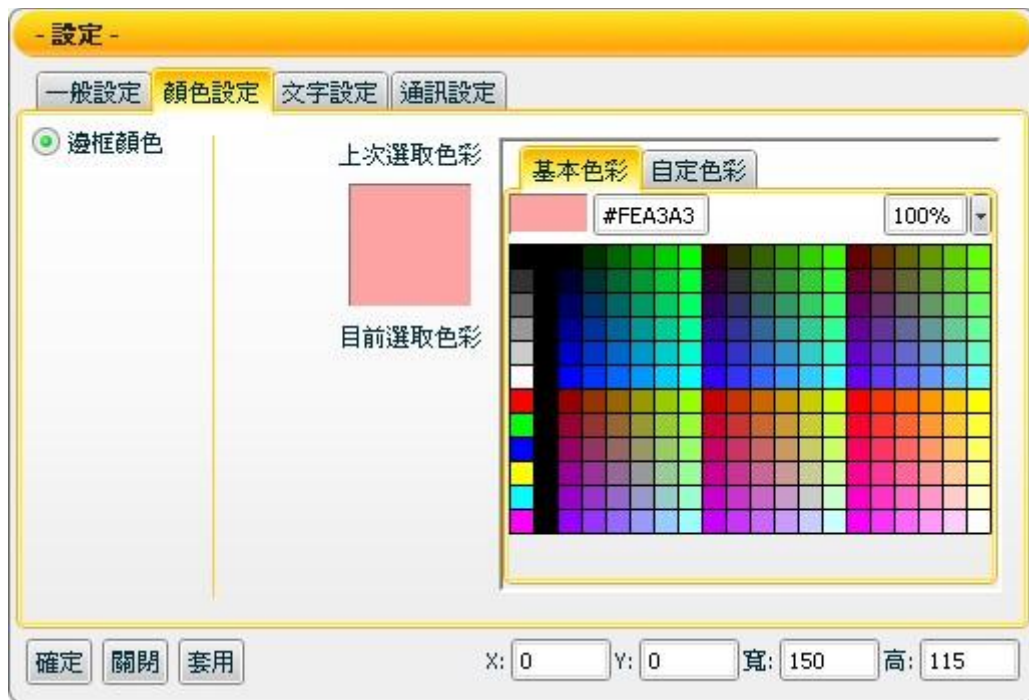 - 設定 -
一般設定 顏色設定 文字設定 通訊設定
邊框顏色
上次選取色彩
目前選取色彩
基本色彩 自定色彩
#FEA3A3 100%
確定 關閉 套用 X: 0 Y: 0 寬: 150 高: 115